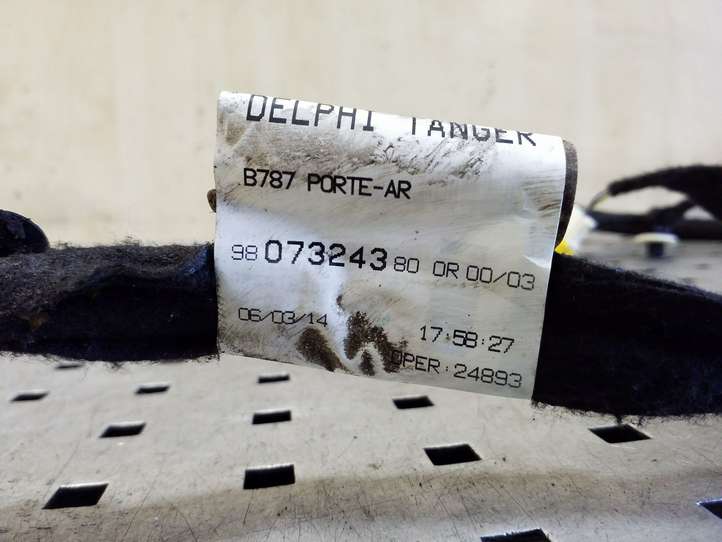 DELPHI TANGER
B787 PORTE-AR
98 073243 80 OR 00/03
06/03/14 17:58:27
OPER:24893